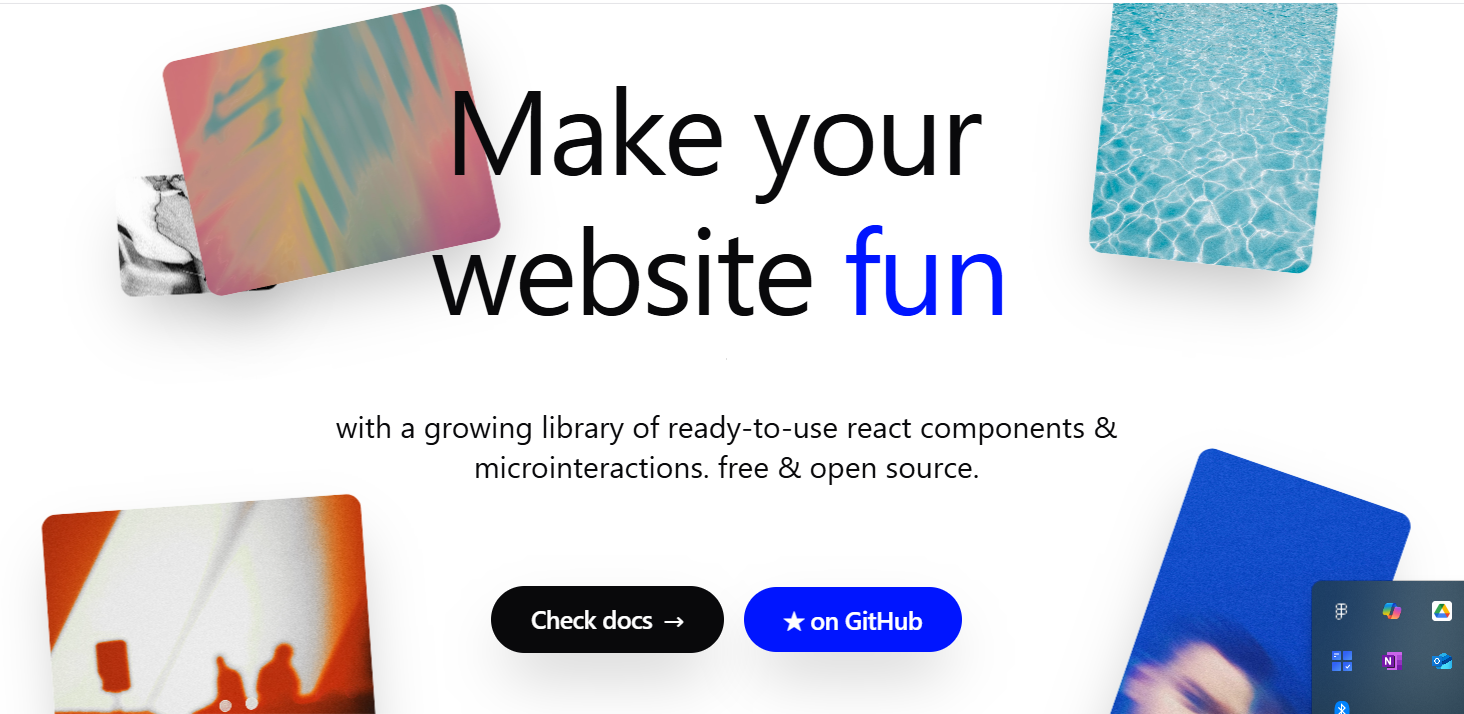 Make your
website fun
with a growing library of ready-to-use react components &
microinteractions. free & open source.
Check docs →
★ on GitHub